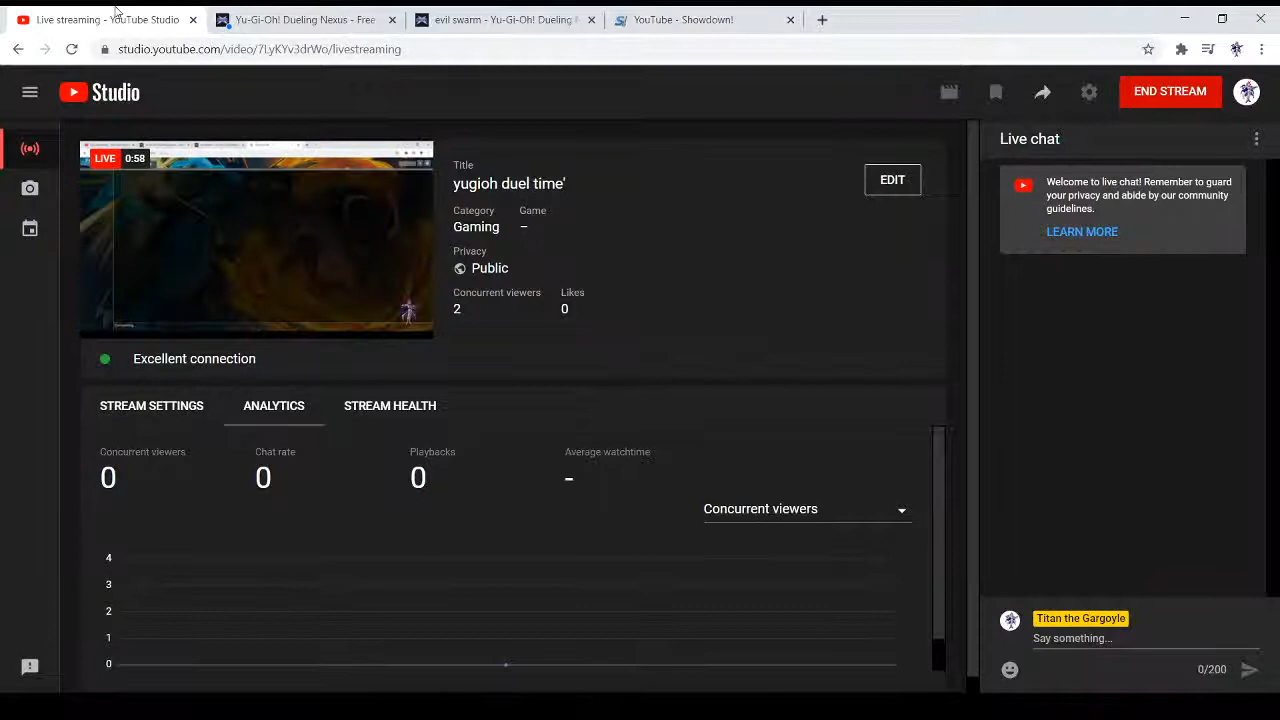 Live streaming - YouTube Studio
Yu-Gi-Oh! Dueling Nexus - Free
evil swarm - Yu-Gi-Oh! Dueling
YouTube - Showdown!
studio.youtube.com/video/7LyKYv3drWo/livestreaming
Studio
END STREAM
LIVE 0:58
Title
yugioh duel time'
EDIT
Category Game
Gaming –
Privacy
Public
Concurrent viewers Likes
2 0
Excellent connection
STREAM SETTINGS ANALYTICS STREAM HEALTH
Concurrent viewers Chat rate Playbacks Average watchtime
0 0 0 -
Concurrent viewers
4
3
2
1
0
Live chat
Welcome to live chat! Remember to guard
your privacy and abide by our community
guidelines.
LEARN MORE
Titan the Gargoyle
Say something...
0/200